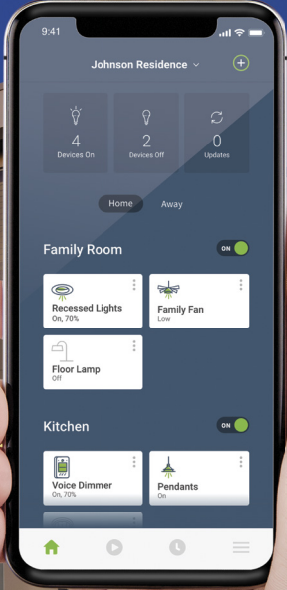 9:41
Johnson Residence
4
Devices On
2
Devices Off
0
Updates
Home
Away
Family Room
ON
Recessed Lights
On, 70%
Family Fan
Low
Floor Lamp
Off
Kitchen
ON
Voice Dimmer
On, 70%
Pendants
On